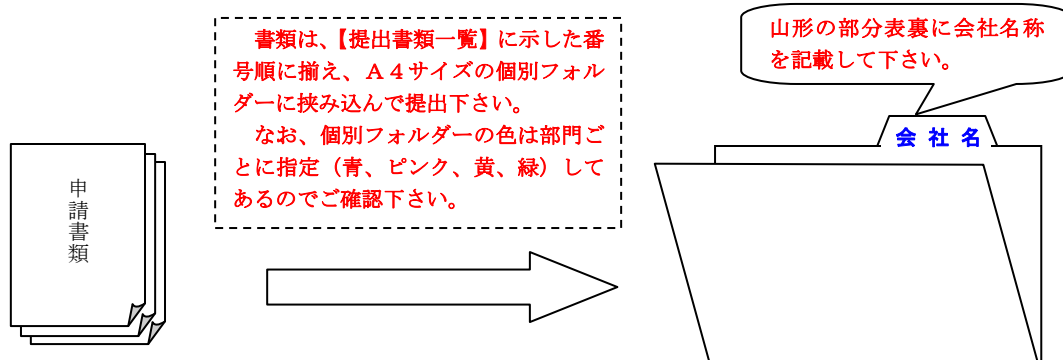 書類は、【提出書類一覧】に示した番
号順に揃え、Ａ４サイズの個別フォル
ダーに挟み込んで提出下さい。
　なお、個別フォルダーの色は部門ご
とに指定（青、ピンク、黄、緑）して
あるのでご確認下さい。
山形の部分表裏に会社名称
を記載して下さい。
会 社 名
申請書類